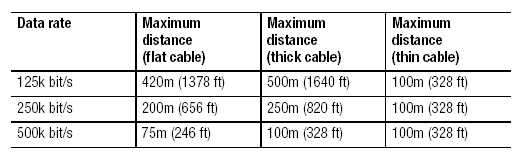 Data rate Maximum distance (flat cable) Maximum distance (thick cable) Maximum distance (thin cable)
125k bit/s 420m (1378 ft) 500m (1640 ft) 100m (328 ft)
250k bit/s 200m (656 ft) 250m (820 ft) 100m (328 ft)
500k bit/s 75m (246 ft) 100m (328 ft) 100m (328 ft)